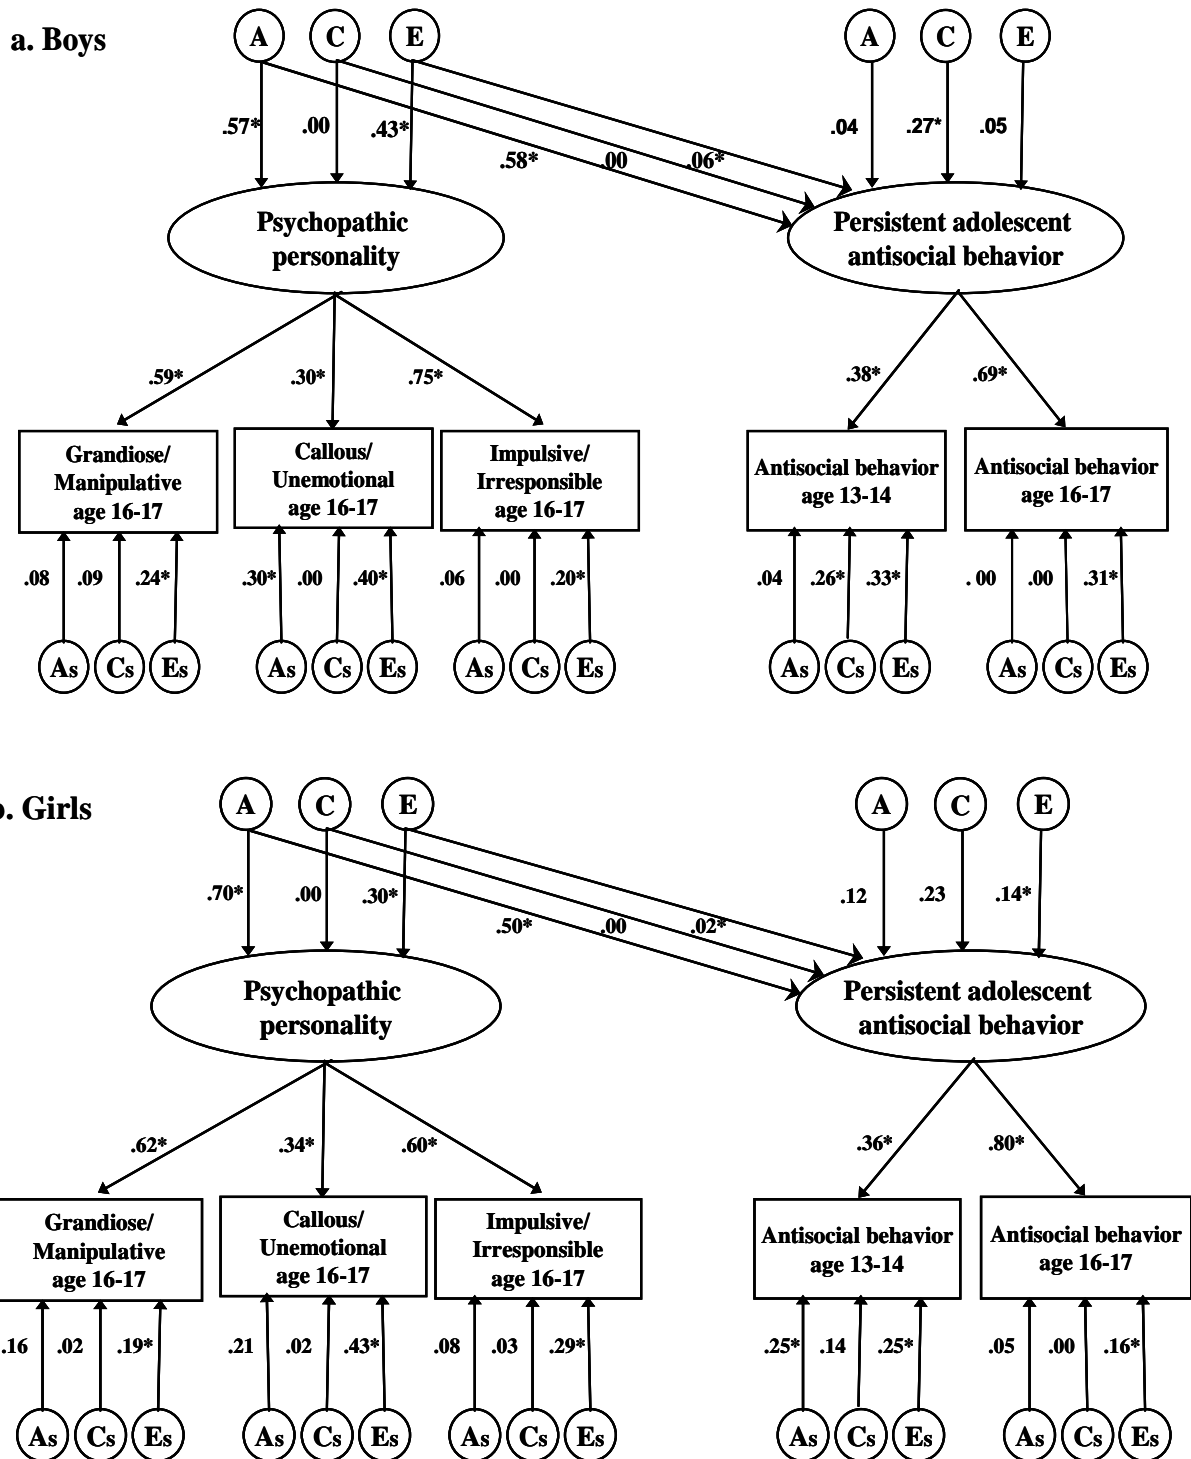 a. Boys
A C E A C E
.57* .00 .43* .04 .27* .05
.58* .00 .06*
Psychopathic
personality
Persistent adolescent
antisocial behavior
.59* .30* .75* .38* .69*
Grandiose/
Manipulative
age 16-17
Callous/
Unemotional
age 16-17
Impulsive/
Irresponsible
age 16-17
Antisocial behavior
age 13-14
Antisocial behavior
age 16-17
.08 .09 .24* .30* .00 .40* .06 .00 .20* .04 .26* .33* .00 .00 .31*
As Cs Es As Cs Es As Cs Es As Cs Es As Cs Es
. Girls
A C E A C E
.70* .00 .30* .12 .23 .14*
.50* .00 .02*
Psychopathic
personality
Persistent adolescent
antisocial behavior
.62* .34* .60* .36* .80*
Grandiose/
Manipulative
age 16-17
Callous/
Unemotional
age 16-17
Impulsive/
Irresponsible
age 16-17
Antisocial behavior
age 13-14
Antisocial behavior
age 16-17
.16 .02 .19* .21 .02 .43* .08 .03 .29* .25* .14 .25* .05 .00 .16*
As Cs Es As Cs Es As Cs Es As Cs Es As Cs Es